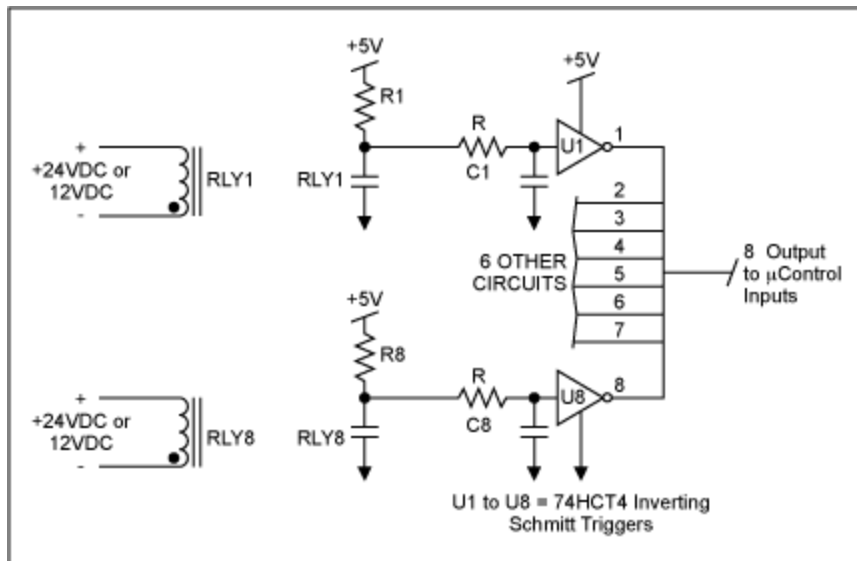 +5V
R1
+5V
R
U1
1
C1
+
+24VDC or
12VDC
-
RLY1
RLY1
2
3
4
5
6
7
6 OTHER
CIRCUITS
8 Output
to μControl
Inputs
+5V
R8
R
U8
8
C8
+
+24VDC or
12VDC
-
RLY8
RLY8
U1 to U8 = 74HCT4 Inverting
Schmitt Triggers